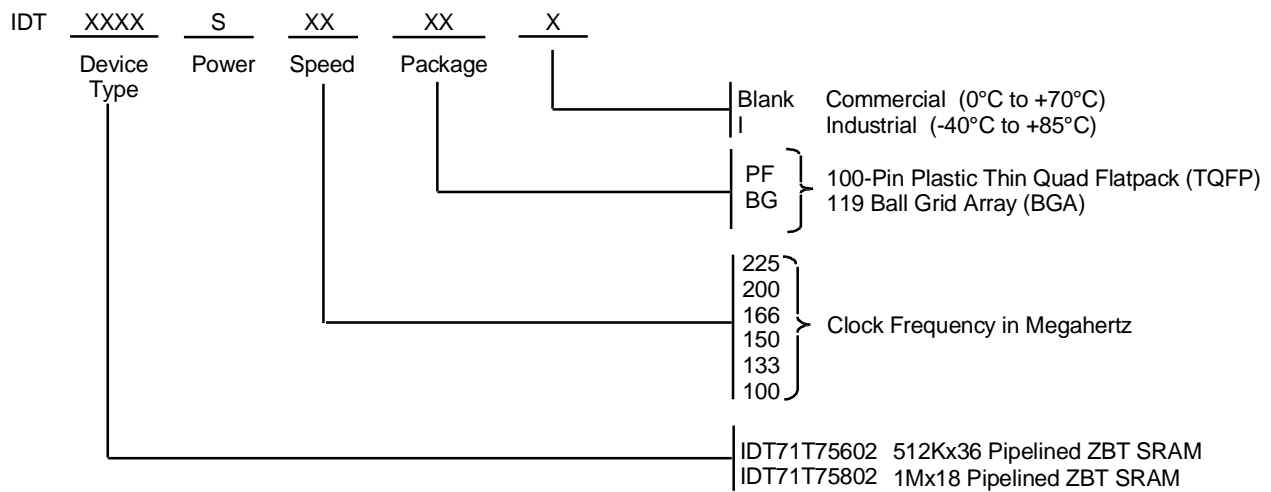 IDT XXXX S XX XX X
Device Type Power Speed Package
Blank Commercial (0°C to +70°C)
I Industrial (-40°C to +85°C)
PF 100-Pin Plastic Thin Quad Flatpack (TQFP)
BG 119 Ball Grid Array (BGA)
225
200
166
150
133
100
Clock Frequency in Megahertz
IDT71T75602 512Kx36 Pipelined ZBT SRAM
IDT71T75802 1Mx18 Pipelined ZBT SRAM